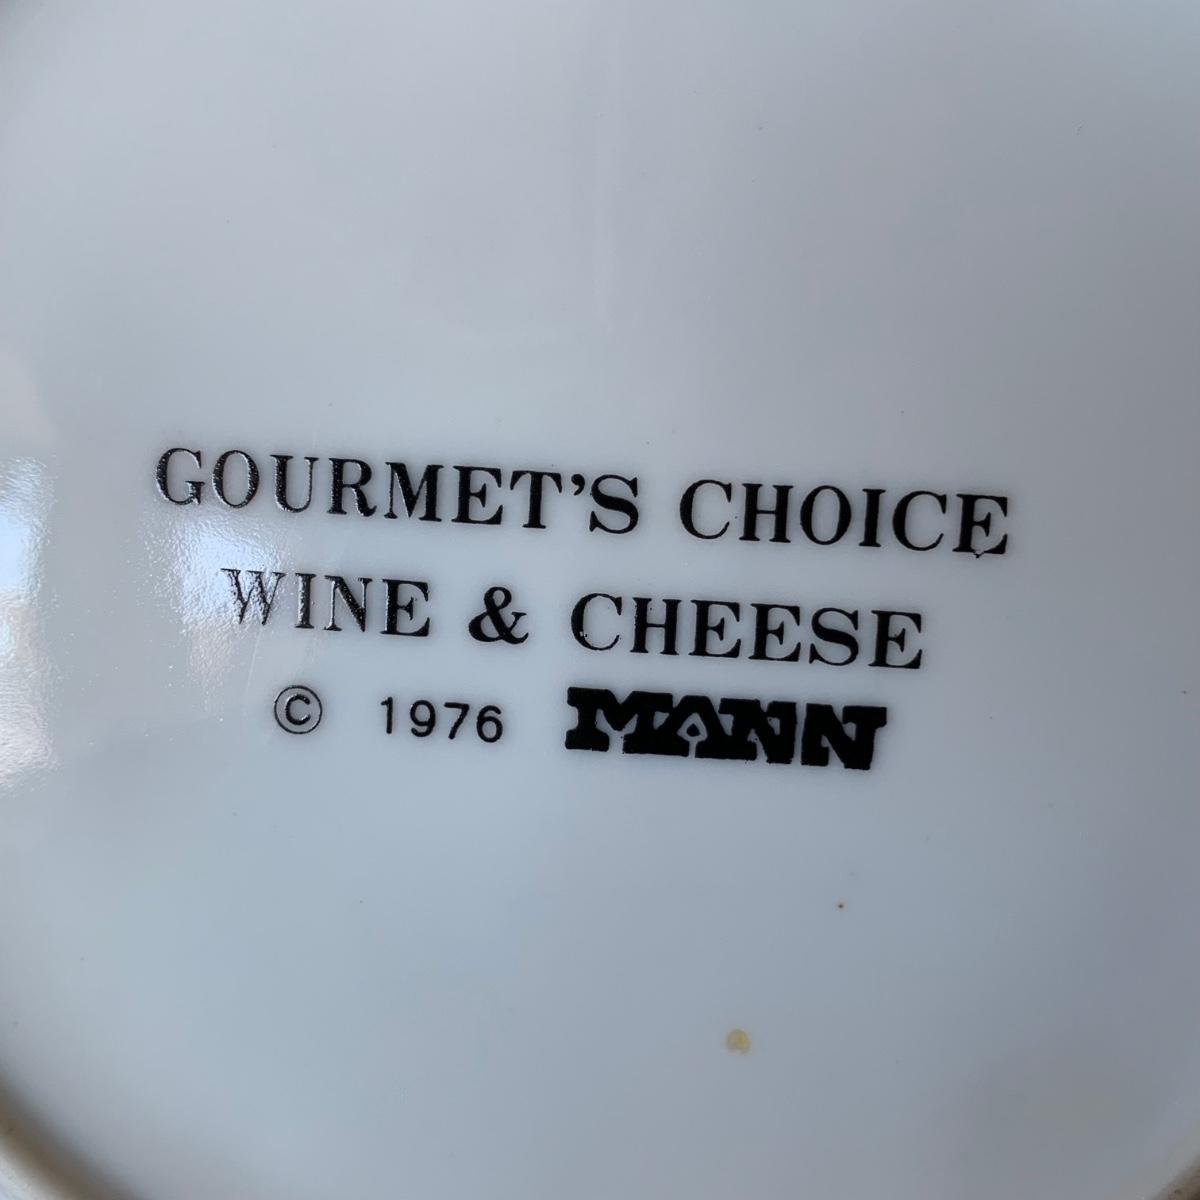 GOURMET'S CHOICE
WINE & CHEESE
© 1976 MANN